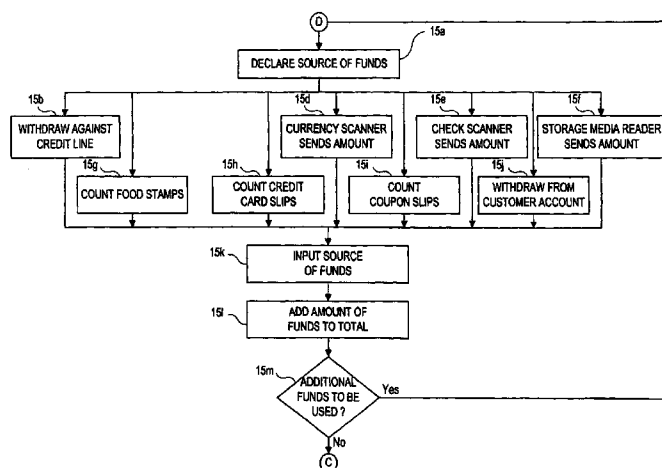 D
15a
DECLARE SOURCE OF FUNDS
15b
WITHDRAW AGAINST
CREDIT LINE
15d
CURRENCY SCANNER
SENDS AMOUNT
15e
CHECK SCANNER
SENDS AMOUNT
15f
STORAGE MEDIA READER
SENDS AMOUNT
15g
COUNT FOOD STAMPS
15h
COUNT CREDIT
CARD SLIPS
15i
COUNT
COUPON SLIPS
15j
WITHDRAW FROM
CUSTOMER ACCOUNT
15k
INPUT SOURCE
OF FUNDS
15l
ADD AMOUNT OF
FUNDS TO TOTAL
15m
ADDITIONAL
FUNDS TO BE
USED ?
Yes
No
C